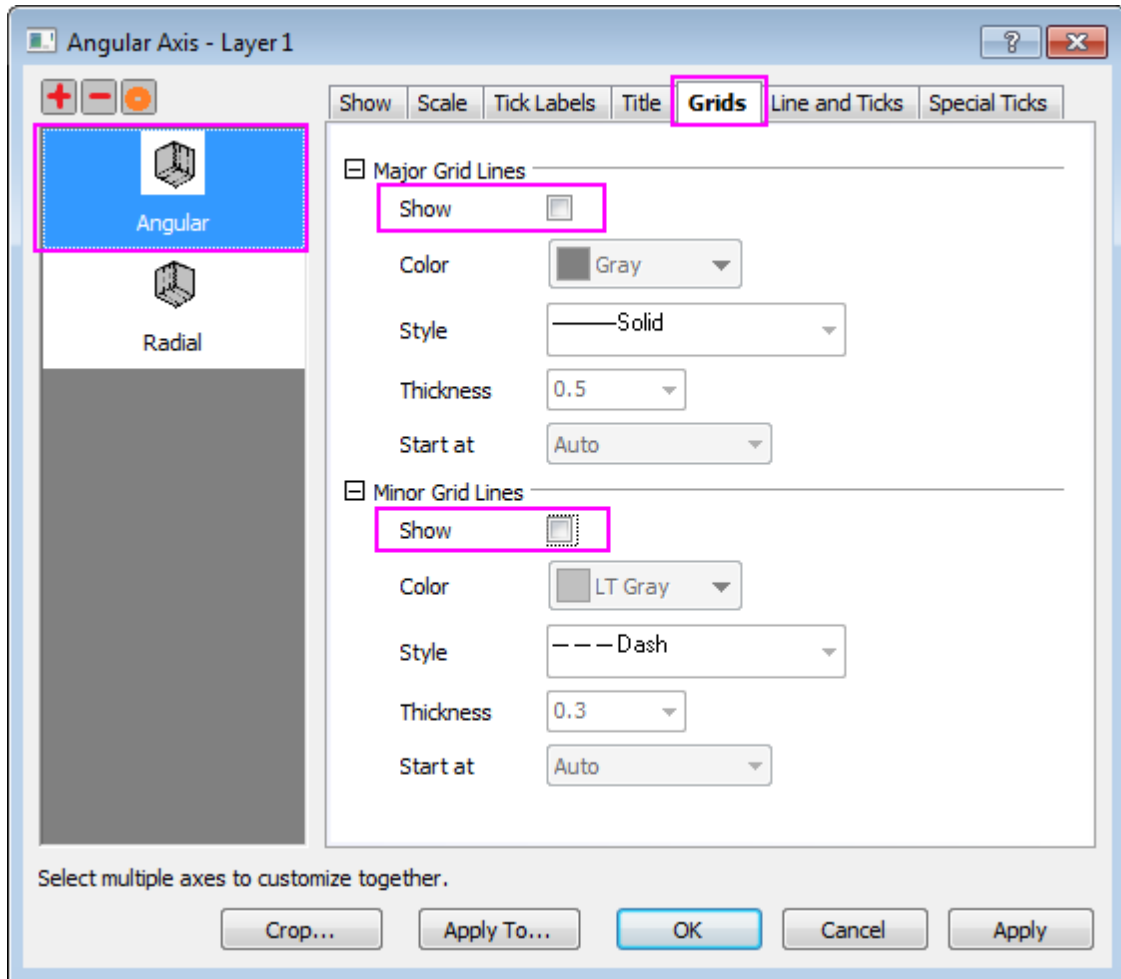 Angular Axis - Layer 1
Show Scale Tick Labels Title Grids Line and Ticks Special Ticks
Angular
Radial
Major Grid Lines
Show
Color Gray
Style Solid
Thickness 0.5
Start at Auto
Minor Grid Lines
Show
Color LT Gray
Style Dash
Thickness 0.3
Start at Auto
Select multiple axes to customize together.
Crop... Apply To... OK Cancel Apply